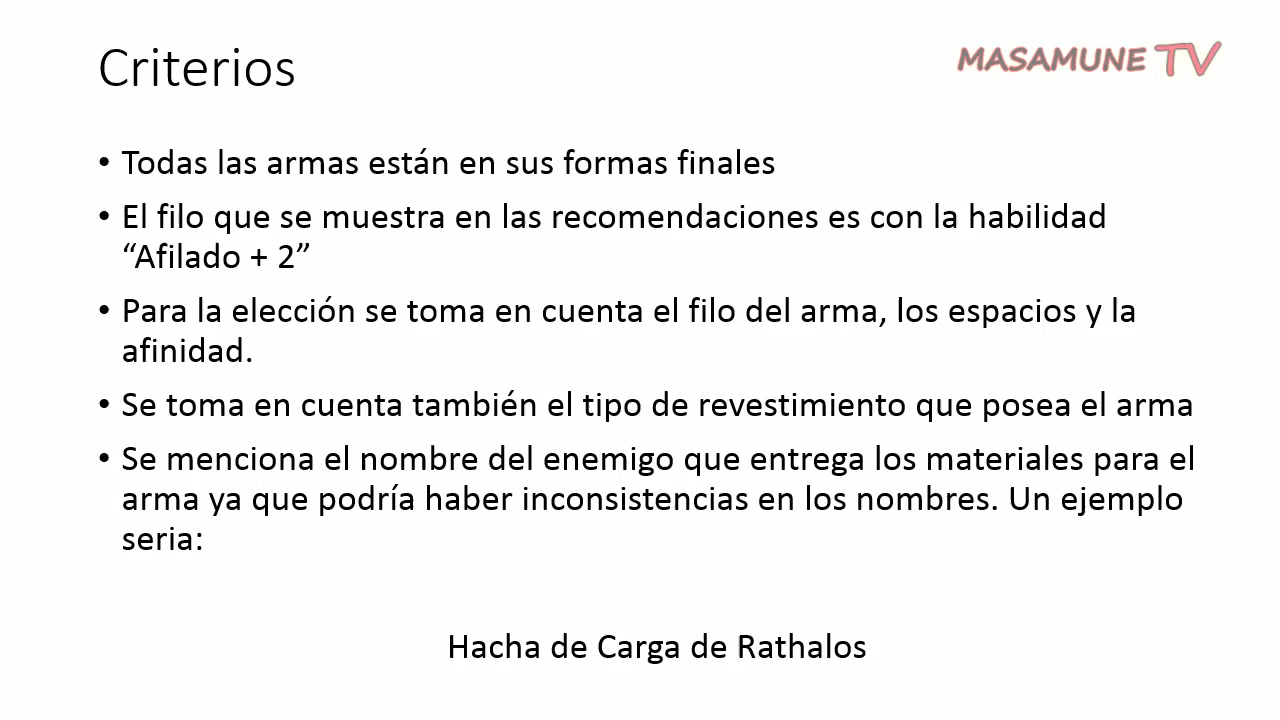 Criterios
MASAMUNE TV
• Todas las armas están en sus formas finales
• El filo que se muestra en las recomendaciones es con la habilidad
“Afilado + 2”
• Para la elección se toma en cuenta el filo del arma, los espacios y la
afinidad.
• Se toma en cuenta también el tipo de revestimiento que posea el arma
• Se menciona el nombre del enemigo que entrega los materiales para el
arma ya que podría haber inconsistencias en los nombres. Un ejemplo
seria:
Hacha de Carga de Rathalos